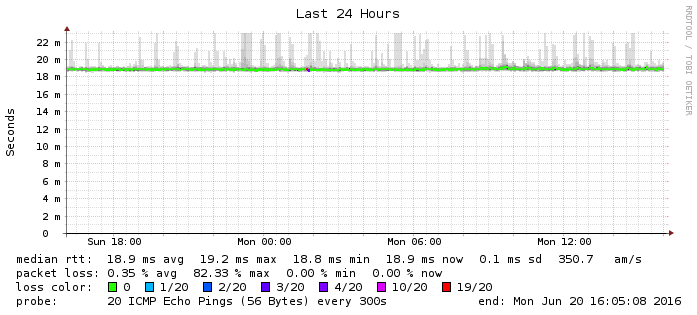 Last 24 Hours
RRDTOOL / TOBI OETIKER
Seconds
22 m
20 m
18 m
16 m
14 m
12 m
10 m
8 m
6 m
4 m
2 m
0
Sun 18:00 Mon 00:00 Mon 06:00 Mon 12:00
median rtt: 18.9 ms avg 19.2 ms max 18.8 ms min 18.9 ms now 0.1 ms sd 350.7 am/s
packet loss: 0.35 % avg 82.33 % max 0.00 % min 0.00 % now
loss color: 0 1/20 2/20 3/20 4/20 10/20 19/20
probe: 20 ICMP Echo Pings (56 Bytes) every 300s end: Mon Jun 20 16:05:08 2016